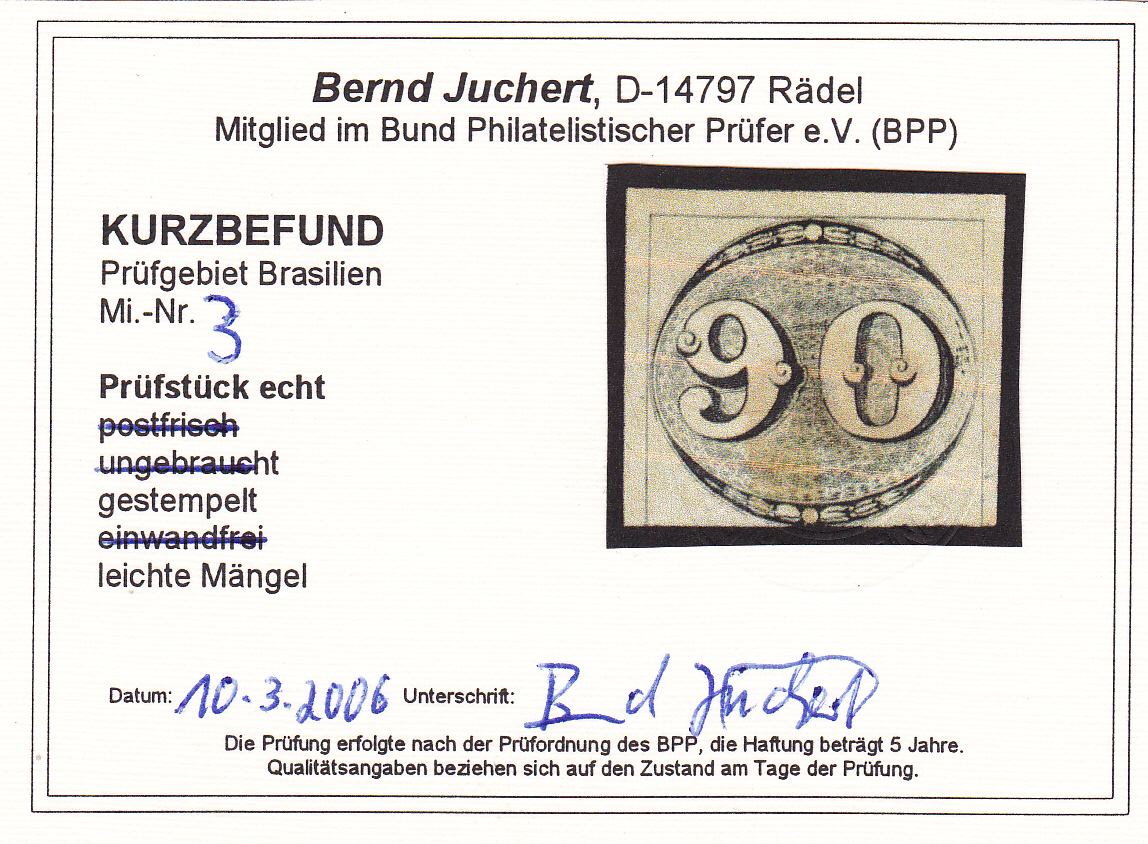 Bernd Juchert, D-14797 Rädel
Mitglied im Bund Philatelistischer Prüfer e.V. (BPP)
KURZBEFUND
Prüfgebiet Brasilien
Mi.-Nr. 3
90
Prüfstück echt
postfrisch
ungebraucht
gestempelt
einwandfrei
leichte Mängel
Datum: 10.3.2006 Unterschrift: Bernd Juchert
Die Prüfung erfolgte nach der Prüfordnung des BPP, die Haftung beträgt 5 Jahre.
Qualitätsangaben beziehen sich auf den Zustand am Tage der Prüfung.